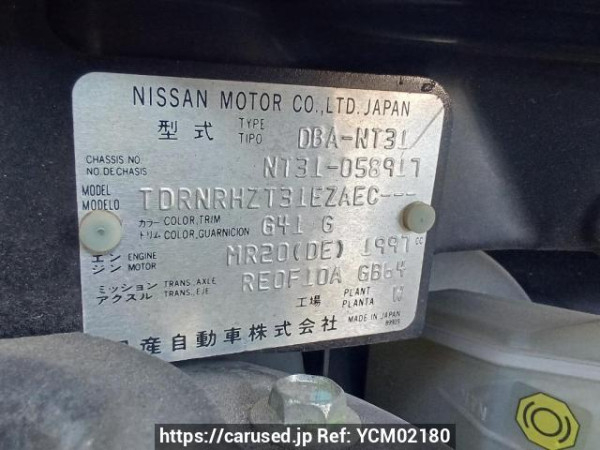 NISSAN MOTOR CO.,LTD. JAPAN
型式 TYPE TIPO DBA-NT31
CHASSIS NO. NO.DE CHASIS NT31-058917
MODEL MODELO TDRNRHZT31EZAEC---
カラー COLOR,TRIM
トリム COLOR,GUARNICION G41 G
エンジン ENGINE MOTOR MR20(DE) 1997 cc
ミッション TRANS. AXLE
アクスル TRANS.,EJE RE0F10A GB64
工場 PLANT PLANTA W
MADE IN JAPAN
産自動車株式会社
https://carused.jp Ref: YCM02180